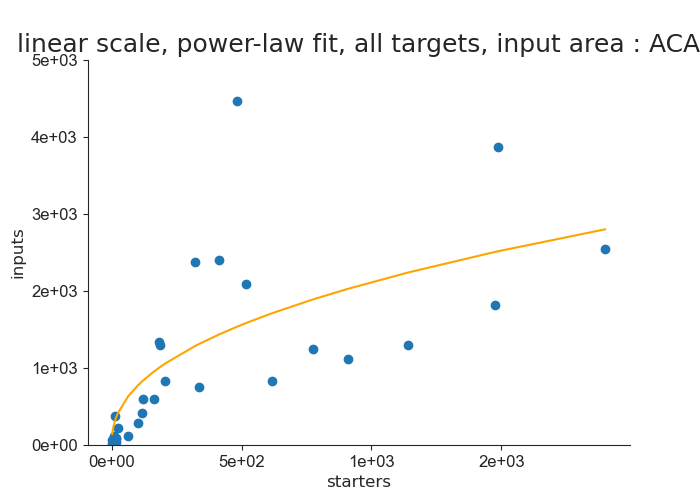 linear scale, power-law fit, all targets, input area : ACA
5e+03
4e+03
3e+03
2e+03
1e+03
0e+00
inputs
0e+00 5e+02 1e+03 2e+03
starters